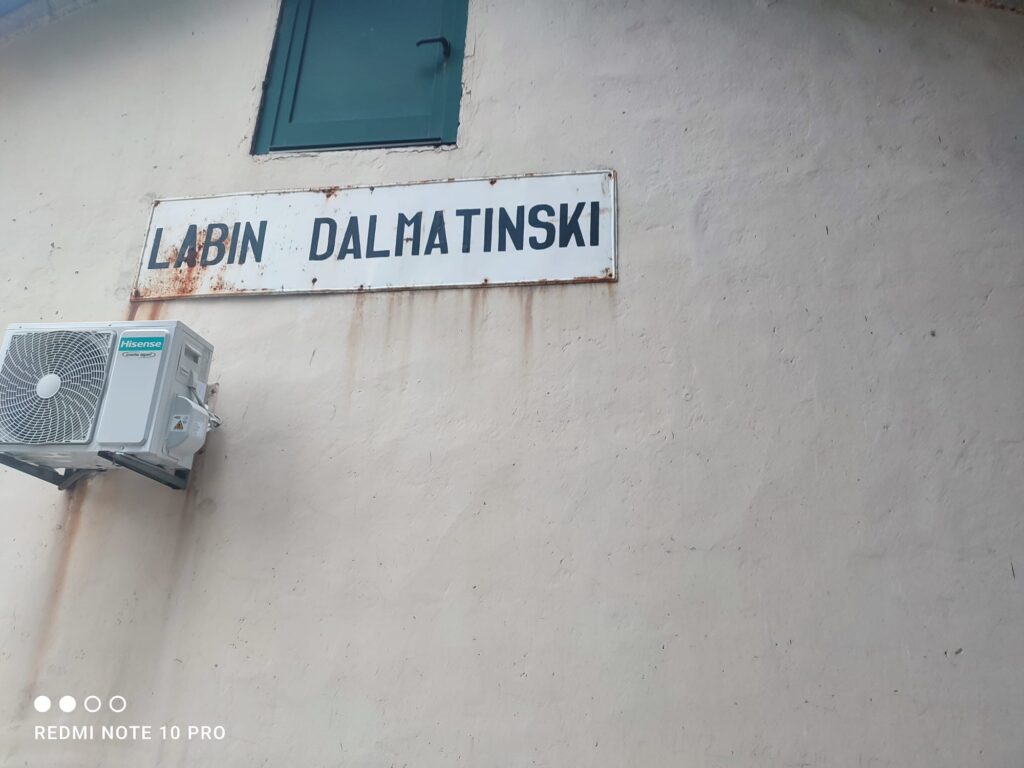 LABIN DALMATINSKI
Hisense
REDMI NOTE 10 PRO